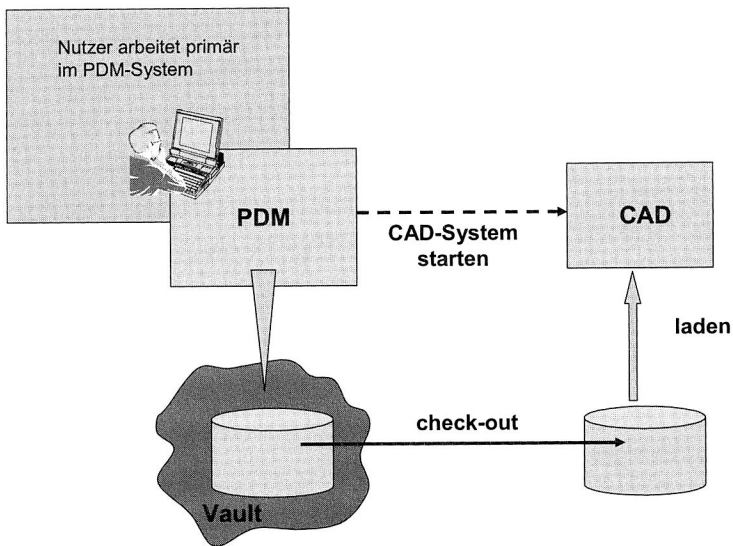 Nutzer arbeitet primär
im PDM-System
PDM
CAD-System
starten
CAD
laden
check-out
Vault